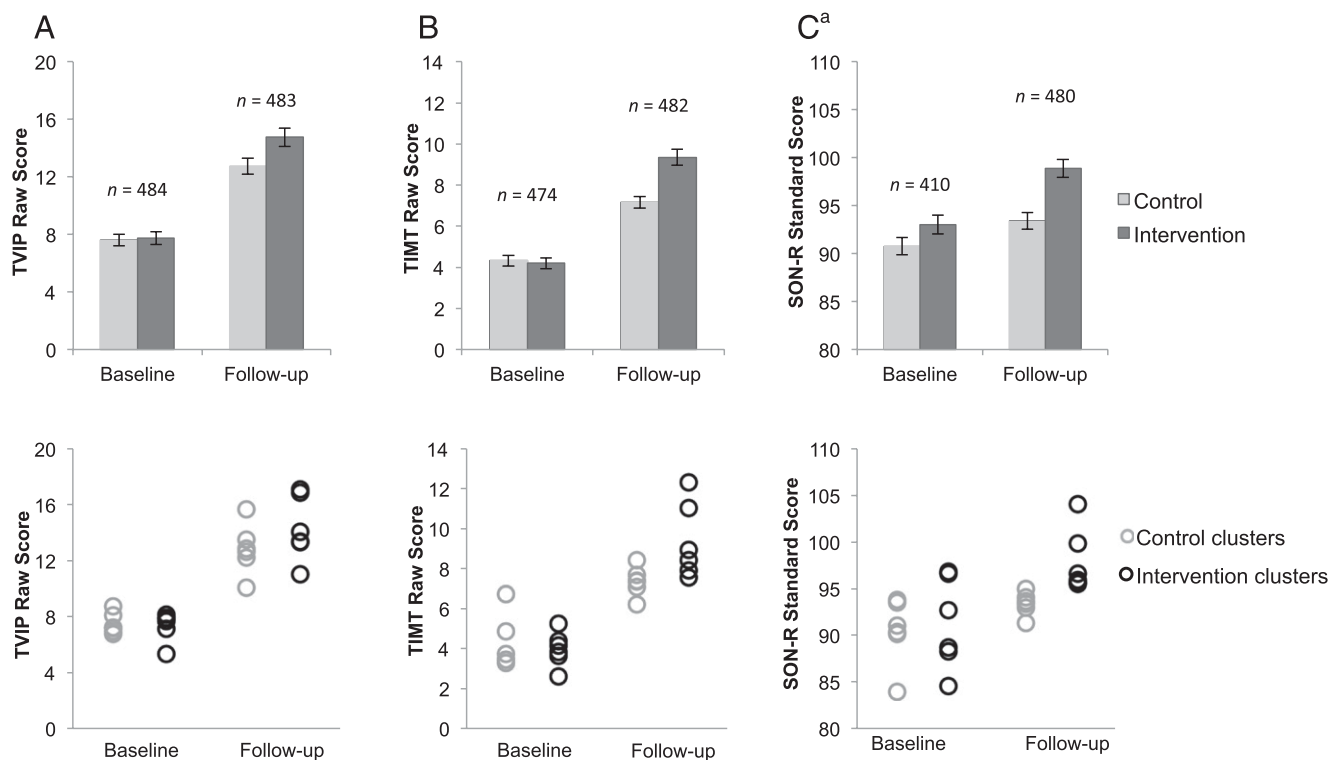 A
TVIP Raw Score
20
16
12
8
4
0
n = 484
n = 483
Baseline
Follow-up
B
TIMT Raw Score
14
12
10
8
6
4
2
0
n = 474
n = 482
Baseline
Follow-up
Cª
SON-R Standard Score
110
105
100
95
90
85
80
n = 410
n = 480
Baseline
Follow-up
Control
Intervention
TVIP Raw Score
20
16
12
8
4
0
Baseline
Follow-up
TIMT Raw Score
14
12
10
8
6
4
2
0
Baseline
Follow-up
SON-R Standard Score
110
105
100
95
90
85
80
Baseline
Follow-up
Control clusters
Intervention clusters